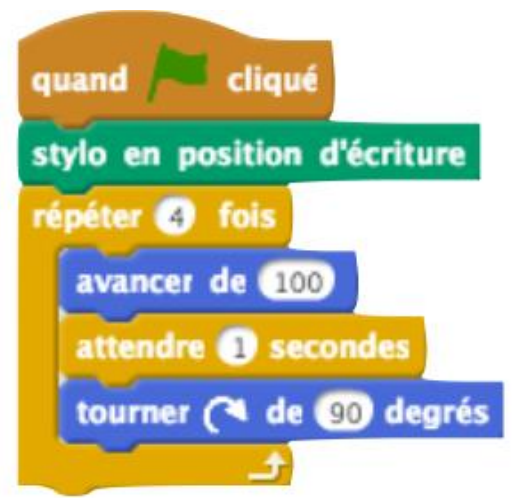 quand cliqué
stylo en position d'écriture
répéter 4 fois
avancer de 100
attendre 1 secondes
tourner de 90 degrés